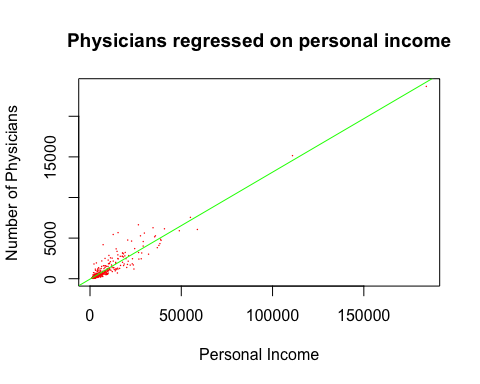 Physicians regressed on personal income
Number of Physicians
15000
5000
0
0 50000 100000 150000
Personal Income